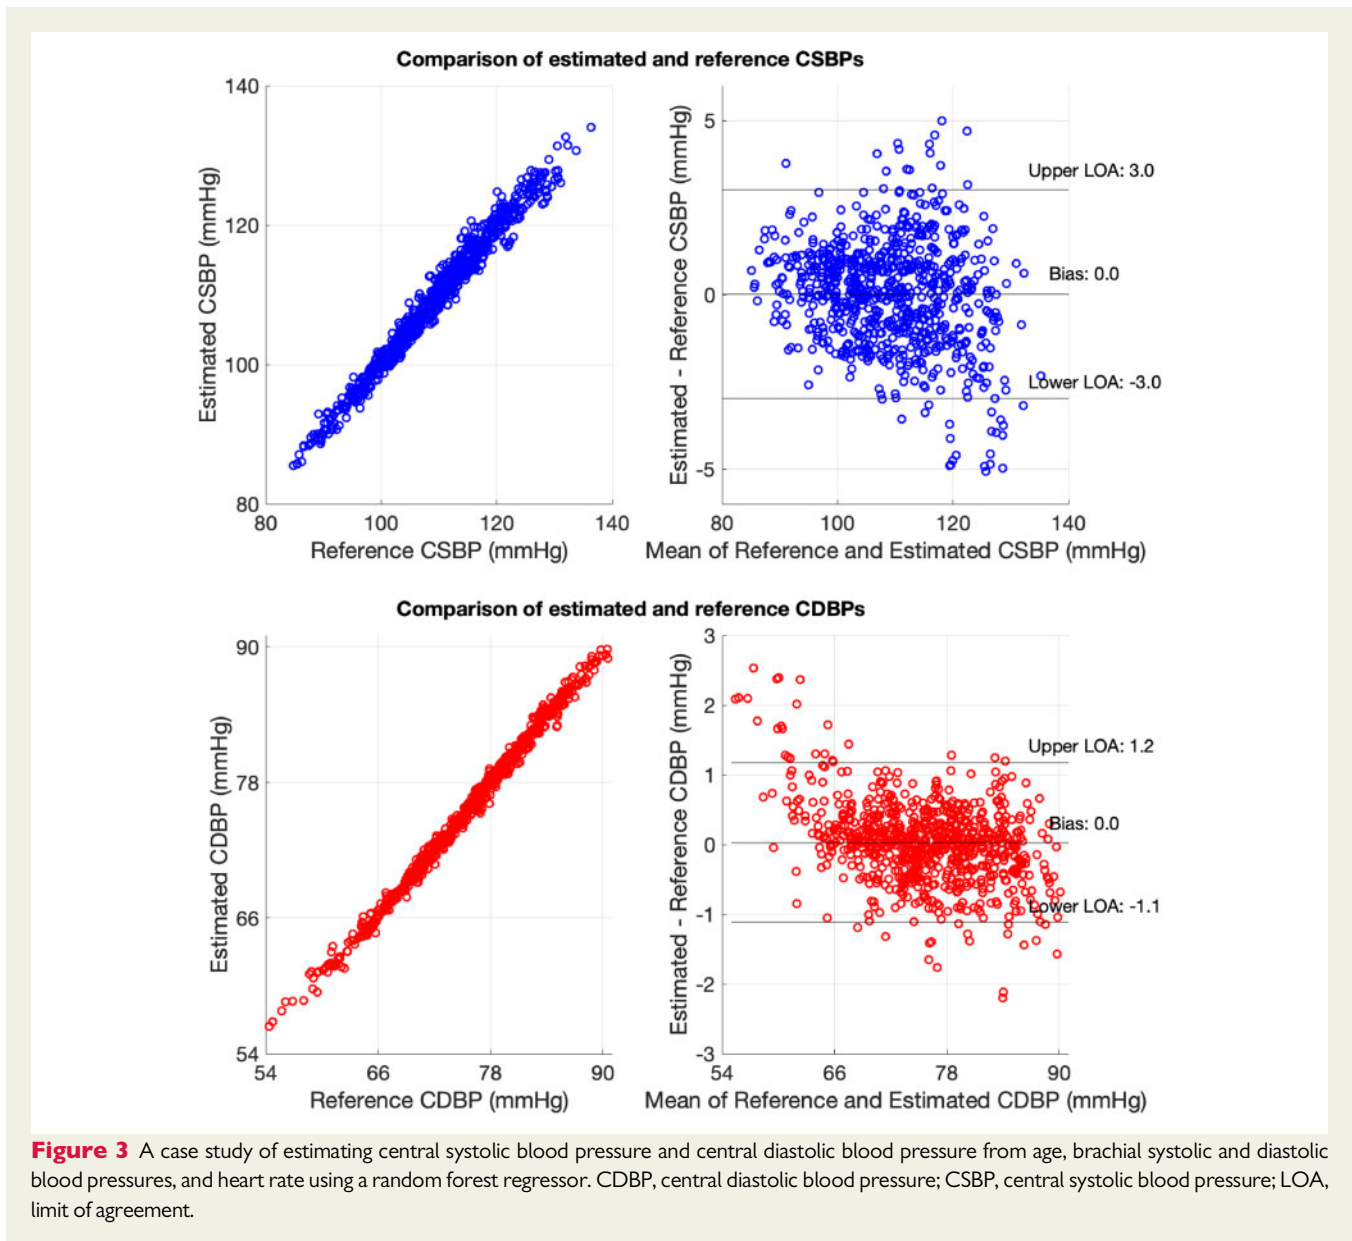 Comparison of estimated and reference CSBPs
140
120
100
80
Estimated CSBP (mmHg)
80 100 120 140
Reference CSBP (mmHg)
5
0
-5
Estimated - Reference CSBP (mmHg)
Upper LOA: 3.0
Bias: 0.0
Lower LOA: -3.0
80 100 120 140
Mean of Reference and Estimated CSBP (mmHg)
Comparison of estimated and reference CDBPs
90
78
66
54
Estimated CDBP (mmHg)
54 66 78 90
Reference CDBP (mmHg)
3
2
1
0
-1
-2
-3
Estimated - Reference CDBP (mmHg)
Upper LOA: 1.2
Bias: 0.0
Lower LOA: -1.1
54 66 78 90
Mean of Reference and Estimated CDBP (mmHg)
Figure 3 A case study of estimating central systolic blood pressure and central diastolic blood pressure from age, brachial systolic and diastolic
blood pressures, and heart rate using a random forest regressor. CDBP, central diastolic blood pressure; CSBP, central systolic blood pressure; LOA,
limit of agreement.